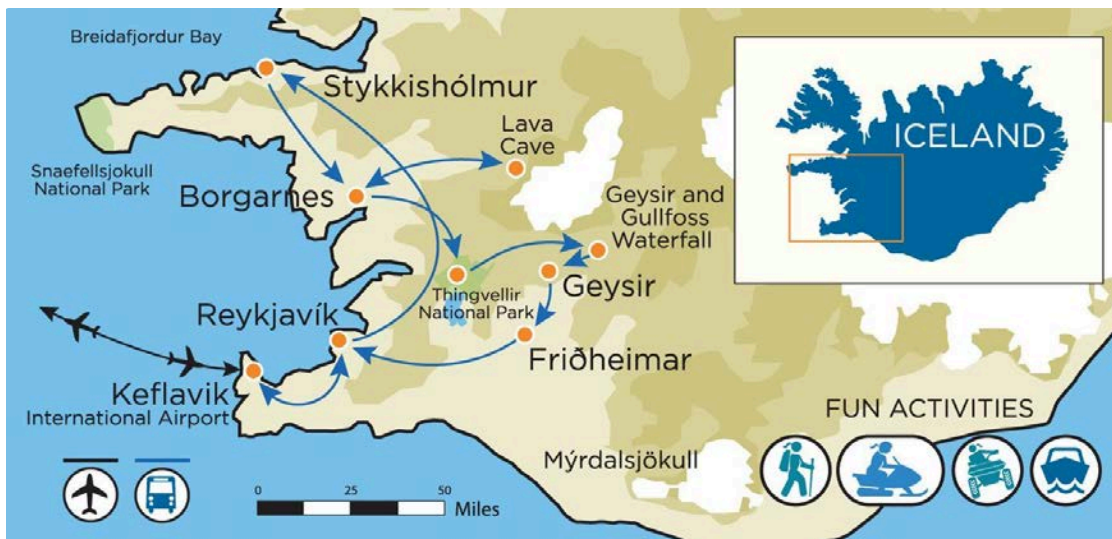 Breidafjordur Bay
Stykkishólmur
Snaefellsjokull
National Park
Borgarnes
Lava
Cave
Geysir and
Gullfoss
Waterfall
ICELAND
Thingvellir
National Park
Geysir
Reykjavík
Friðheimar
Keflavik
International Airport
Mýrdalsjökull
FUN ACTIVITIES
0 25 50
Miles